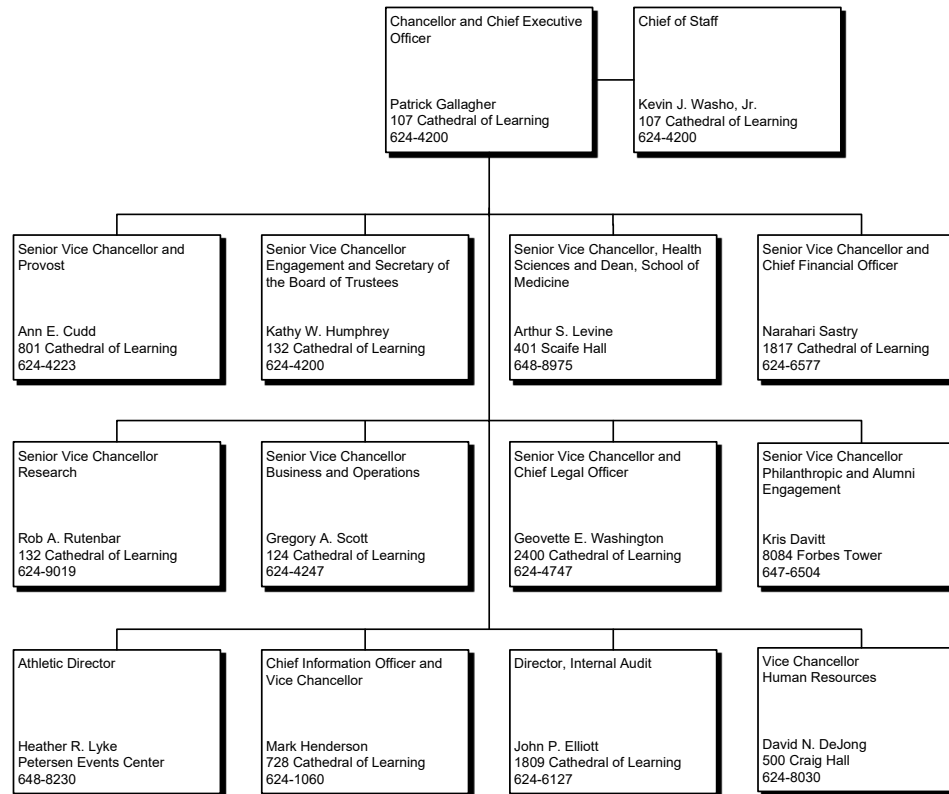 Chancellor and Chief Executive
Officer
Patrick Gallagher
107 Cathedral of Learning
624-4200
Chief of Staff
Kevin J. Washo, Jr.
107 Cathedral of Learning
624-4200
Senior Vice Chancellor and
Provost
Ann E. Cudd
801 Cathedral of Learning
624-4223
Senior Vice Chancellor
Engagement and Secretary of
the Board of Trustees
Kathy W. Humphrey
132 Cathedral of Learning
624-4200
Senior Vice Chancellor, Health
Sciences and Dean, School of
Medicine
Arthur S. Levine
401 Scaife Hall
648-8975
Senior Vice Chancellor and
Chief Financial Officer
Narahari Sastry
1817 Cathedral of Learning
624-6577
Senior Vice Chancellor
Research
Rob A. Rutenbar
132 Cathedral of Learning
624-9019
Senior Vice Chancellor
Business and Operations
Gregory A. Scott
124 Cathedral of Learning
624-4247
Senior Vice Chancellor and
Chief Legal Officer
Geovette E. Washington
2400 Cathedral of Learning
624-4747
Senior Vice Chancellor
Philanthropic and Alumni
Engagement
Kris Davitt
8084 Forbes Tower
647-6504
Athletic Director
Heather R. Lyke
Petersen Events Center
648-8230
Chief Information Officer and
Vice Chancellor
Mark Henderson
728 Cathedral of Learning
624-1060
Director, Internal Audit
John P. Elliott
1809 Cathedral of Learning
624-6127
Vice Chancellor
Human Resources
David N. DeJong
500 Craig Hall
624-8030